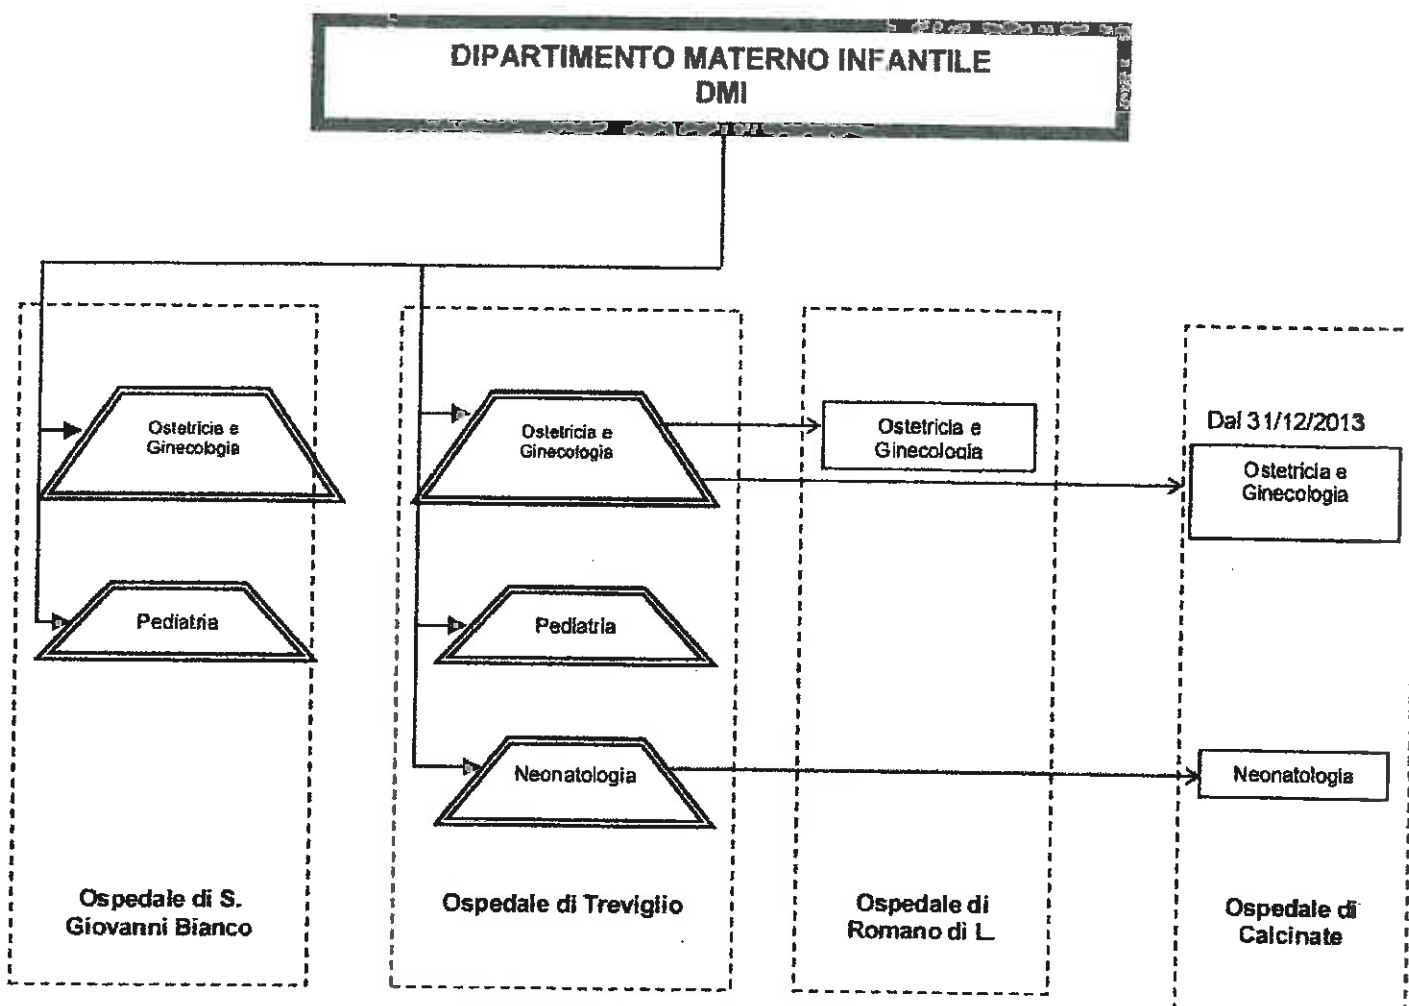 DIPARTIMENTO MATERNO INFANTILE
DMI
Ostetricia e
Ginecologia
Ostetricia e
Ginecologia
Ostetricia e
Ginecologia
Dal 31/12/2013
Ostetricia e
Ginecologia
Pediatria
Pediatria
Neonatologia
Neonatologia
Ospedale di S.
Giovanni Bianco
Ospedale di Treviglio
Ospedale di
Romano di L.
Ospedale di
Calcinate